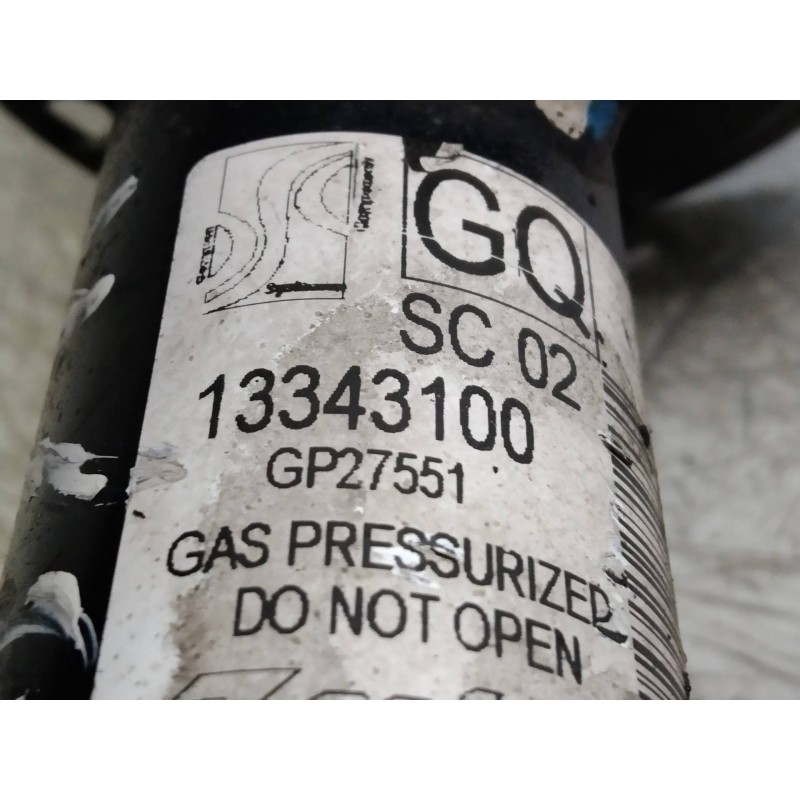 GQ
SC 02
13343100
GP27551
GAS PRESSURIZED
DO NOT OPEN